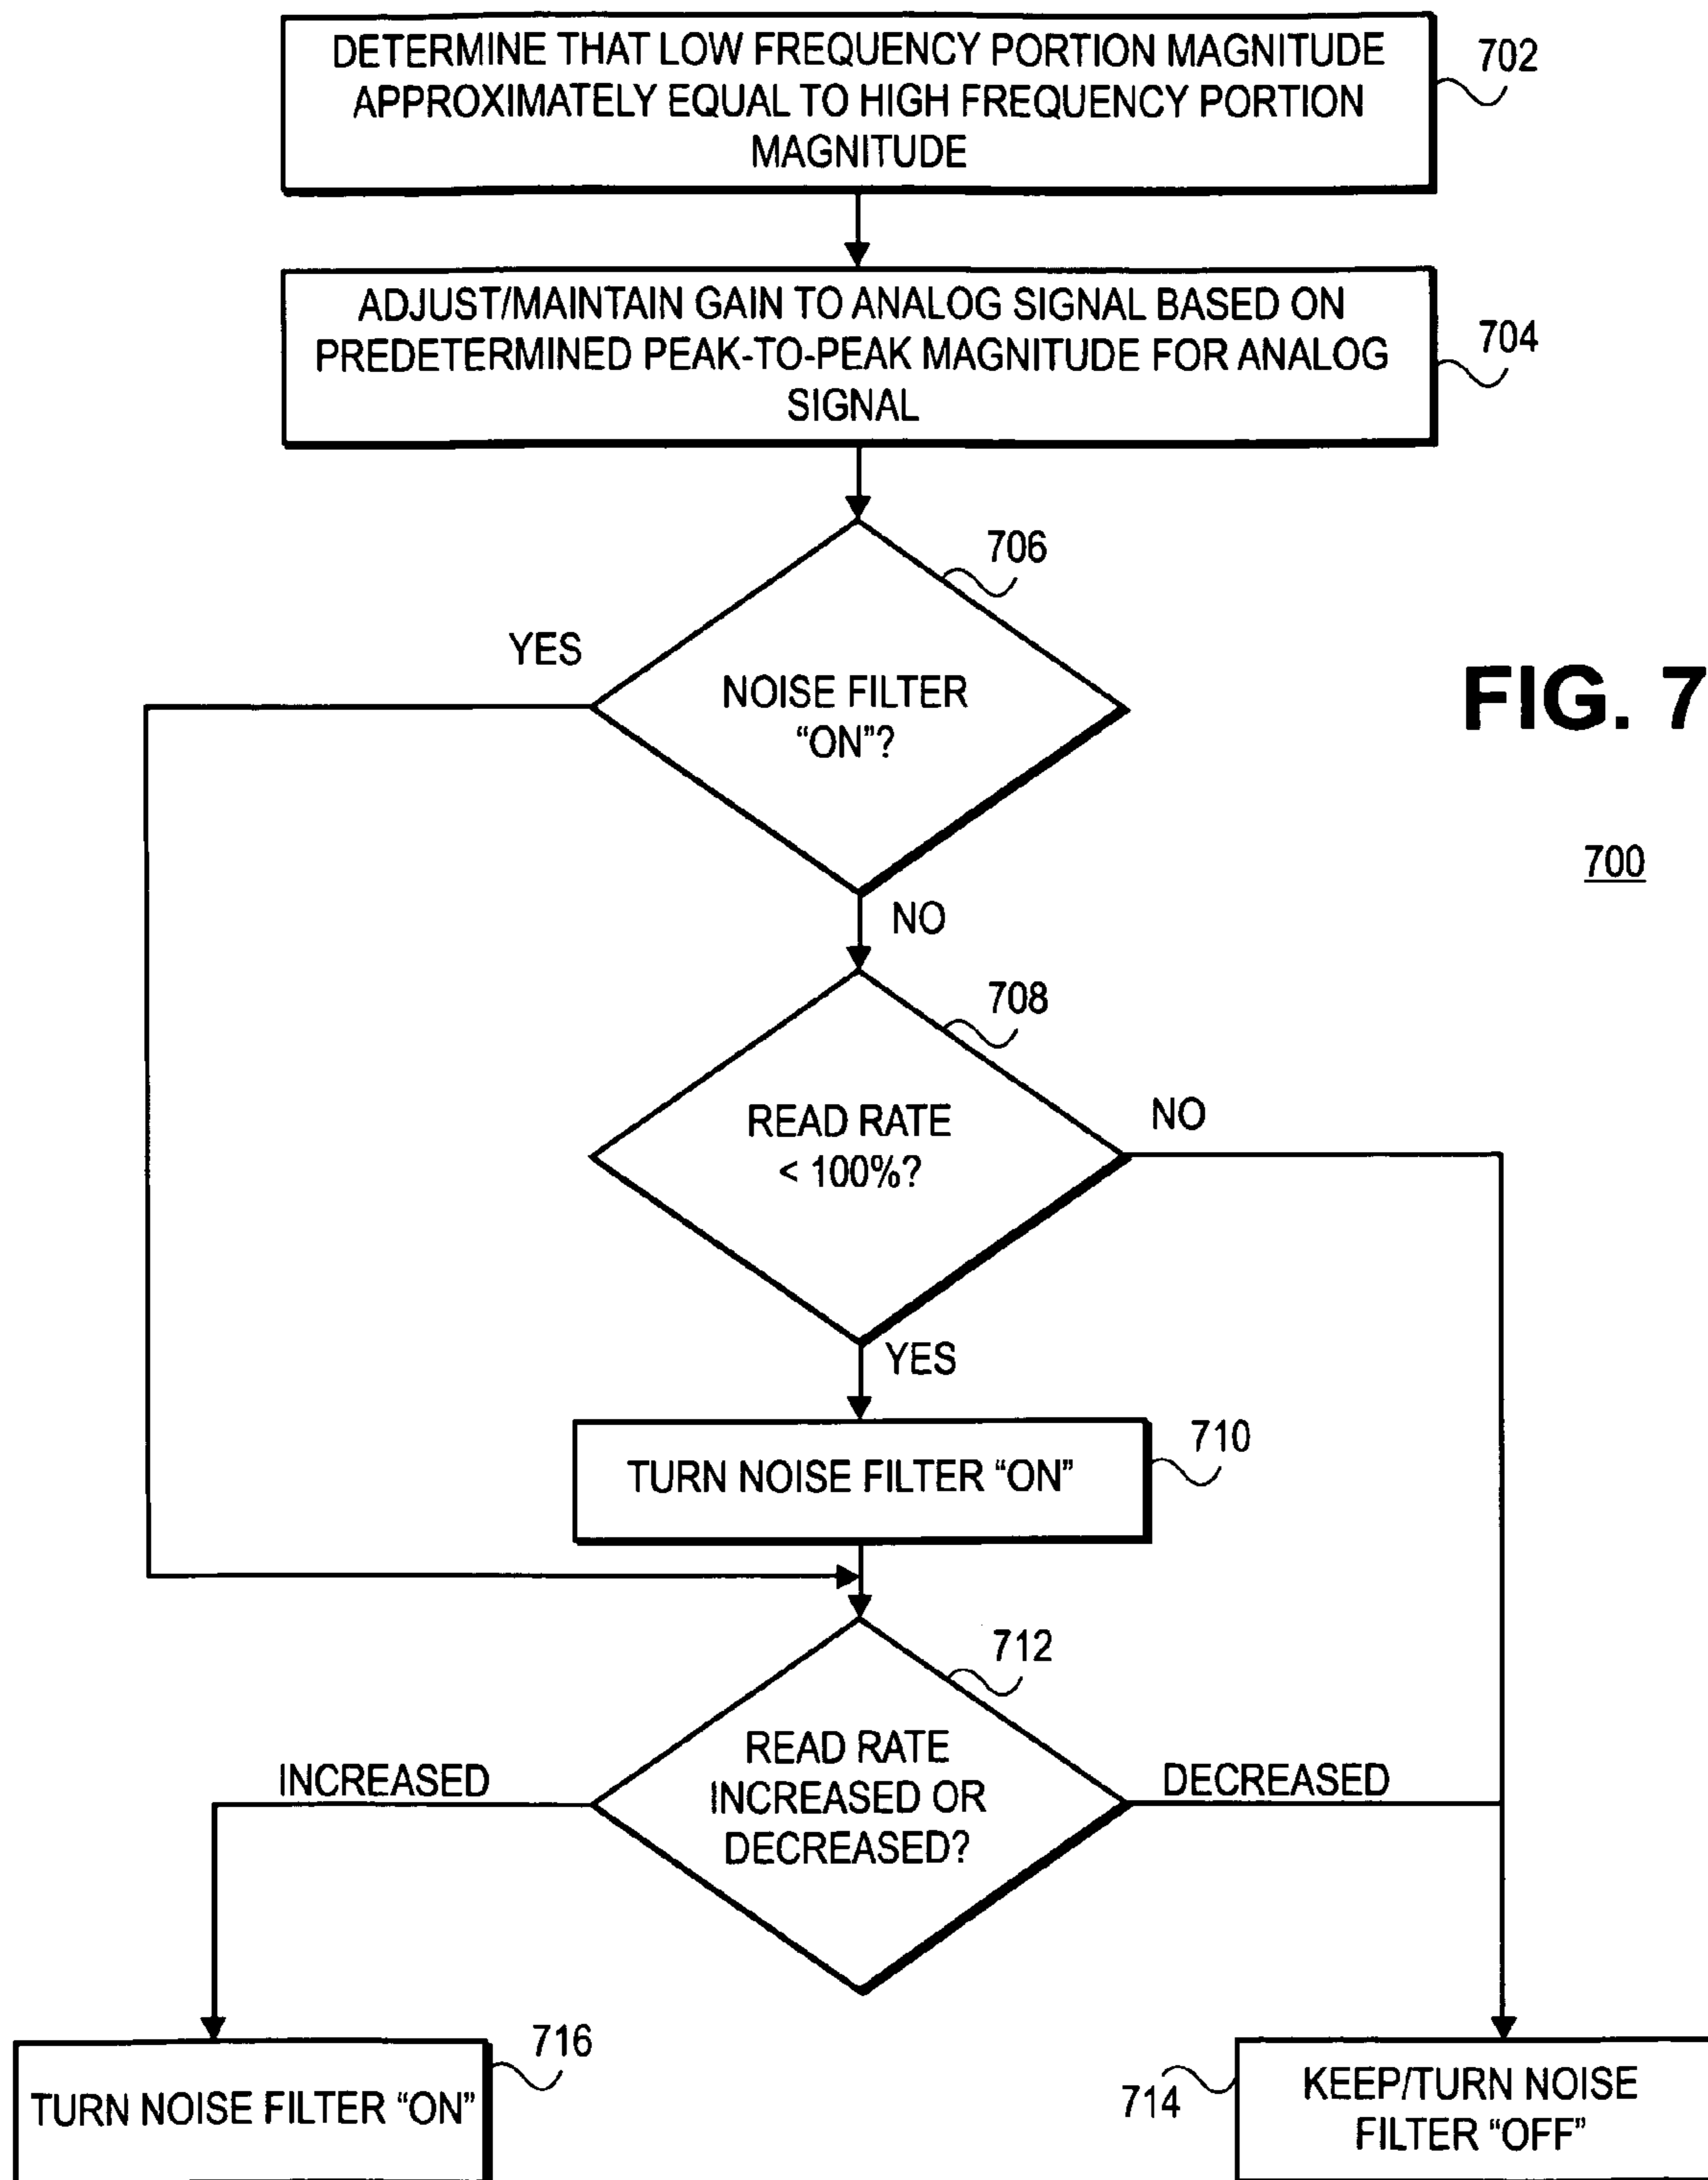 DETERMINE THAT LOW FREQUENCY PORTION MAGNITUDE
APPROXIMATELY EQUAL TO HIGH FREQUENCY PORTION
MAGNITUDE
702
ADJUST/MAINTAIN GAIN TO ANALOG SIGNAL BASED ON
PREDETERMINED PEAK-TO-PEAK MAGNITUDE FOR ANALOG
SIGNAL
704
706
YES
NOISE FILTER
“ON”?
FIG. 7
700
NO
708
READ RATE
< 100%?
NO
YES
710
TURN NOISE FILTER “ON”
712
READ RATE
INCREASED OR
DECREASED?
INCREASED
DECREASED
716
TURN NOISE FILTER “ON”
714
KEEP/TURN NOISE
FILTER “OFF”